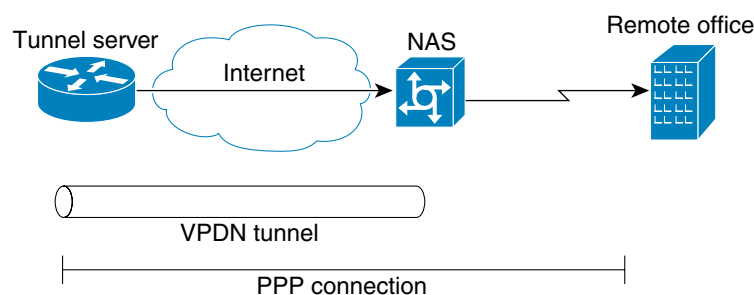 Tunnel server
Internet
NAS
Remote office
VPDN tunnel
PPP connection